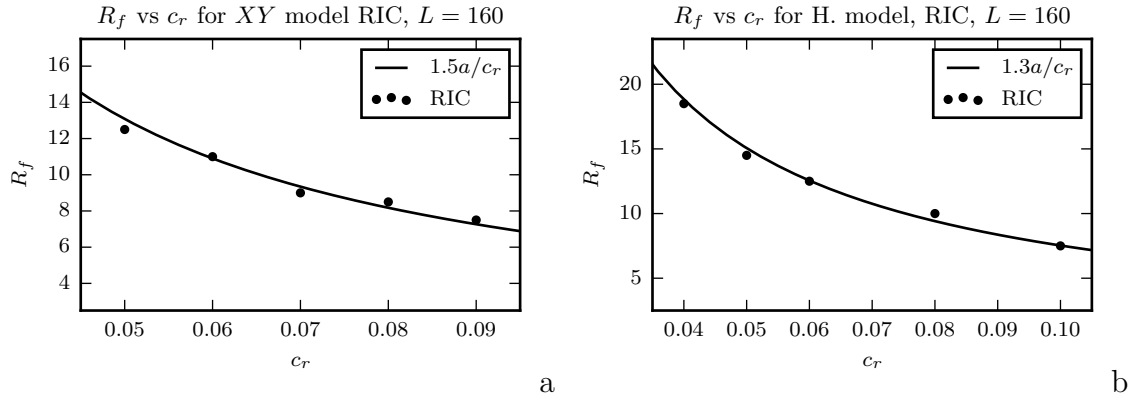 R_f vs c_r for XY model RIC, L = 160
1.5a/c_r
RIC
R_f
16
14
12
10
8
6
4
0.05 0.06 0.07 0.08 0.09
c_r
a
R_f vs c_r for H. model, RIC, L = 160
1.3a/c_r
RIC
R_f
20
15
10
5
0.04 0.05 0.06 0.07 0.08 0.09 0.10
c_r
b